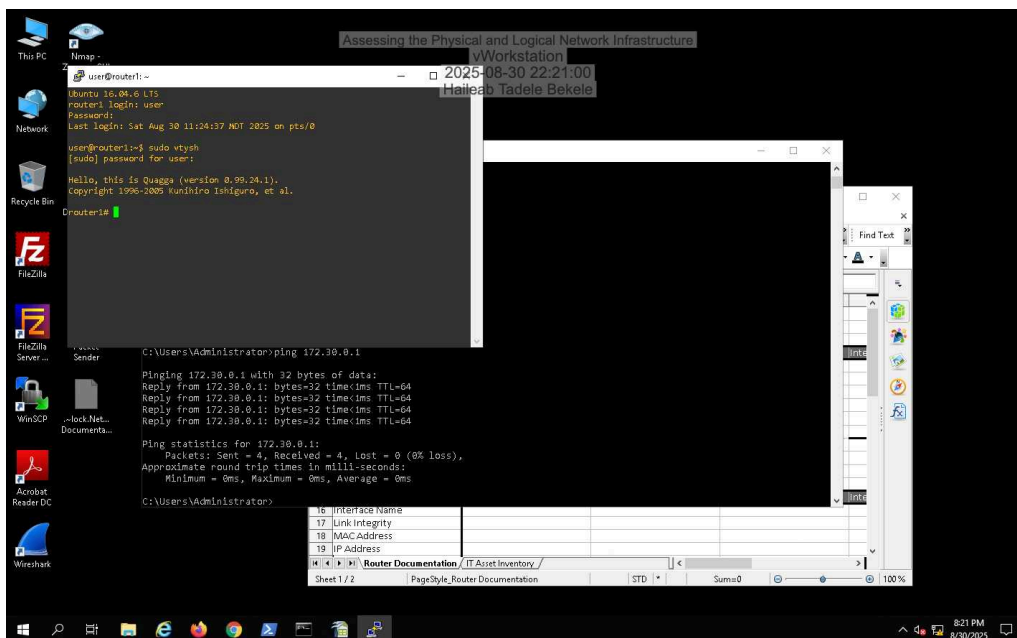 This PC
Nmap -
Assessing the Physical and Logical Network Infrastructure
vWorkstation
2025-08-30 22:21:00
Haileab Tadele Bekele
user@router1: ~
Ubuntu 16.04.6 LTS
router1 login: user
Password:
Last login: Sat Aug 30 11:24:37 MDT 2025 on pts/0
user@router1:~$ sudo vtysh
[sudo] password for user:
Hello, this is Quagga (version 0.99.24.1).
Copyright 1996-2005 Kunihiro Ishiguro, et al.
router1#
Network
Recycle Bin
FileZilla
FileZilla
Server ...
Sender
WinSCP
.~lock.Net...
Documenta...
Acrobat
Reader DC
Wireshark
C:\Users\Administrator>ping 172.30.0.1
Pinging 172.30.0.1 with 32 bytes of data:
Reply from 172.30.0.1: bytes=32 time<1ms TTL=64
Reply from 172.30.0.1: bytes=32 time<1ms TTL=64
Reply from 172.30.0.1: bytes=32 time<1ms TTL=64
Reply from 172.30.0.1: bytes=32 time<1ms TTL=64
Ping statistics for 172.30.0.1:
Packets: Sent = 4, Received = 4, Lost = 0 (0% loss),
Approximate round trip times in milli-seconds:
Minimum = 0ms, Maximum = 0ms, Average = 0ms
C:\Users\Administrator>
Find Text
Inte
Inte
16 Interface Name
17 Link Integrity
18 MAC Address
19 IP Address
Router Documentation / IT Asset Inventory
Sheet 1 / 2 PageStyle_Router Documentation STD * Sum=0 100%
8:21 PM
8/30/2025